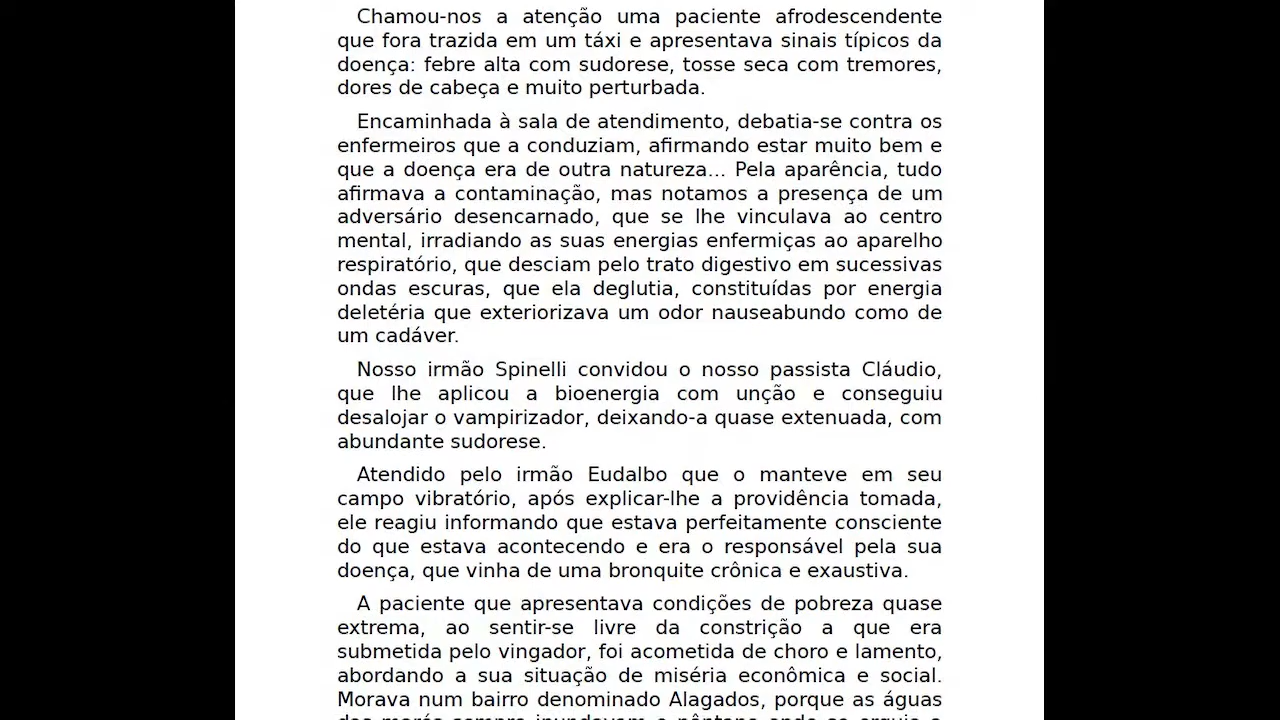 Chamou-nos a atenção uma paciente afrodescendente
que fora trazida em um táxi e apresentava sinais típicos da
doença: febre alta com sudorese, tosse seca com tremores,
dores de cabeça e muito perturbada.
Encaminhada à sala de atendimento, debatia-se contra os
enfermeiros que a conduziam, afirmando estar muito bem e
que a doença era de outra natureza... Pela aparência, tudo
afirmava a contaminação, mas notamos a presença de um
adversário desencarnado, que se lhe vinculava ao centro
mental, irradiando as suas energias enfermiças ao aparelho
respiratório, que desciam pelo trato digestivo em sucessivas
ondas escuras, que ela deglutia, constituídas por energia
deletéria que exteriorizava um odor nauseabundo como de
um cadáver.
Nosso irmão Spinelli convidou o nosso passista Cláudio,
que lhe aplicou a bioenergia com unção e conseguiu
desalojar o vampirizador, deixando-a quase extenuada, com
abundante sudorese.
Atendido pelo irmão Eudalbo que o manteve em seu
campo vibratório, após explicar-lhe a providência tomada,
ele reagiu informando que estava perfeitamente consciente
do que estava acontecendo e era o responsável pela sua
doença, que vinha de uma bronquite crônica e exaustiva.
A paciente que apresentava condições de pobreza quase
extrema, ao sentir-se livre da constrição a que era
submetida pelo vingador, foi acometida de choro e lamento,
abordando a sua situação de miséria econômica e social.
Morava num bairro denominado Alagados, porque as águas
das marés sempre inundavam o pântano onde se erguia o